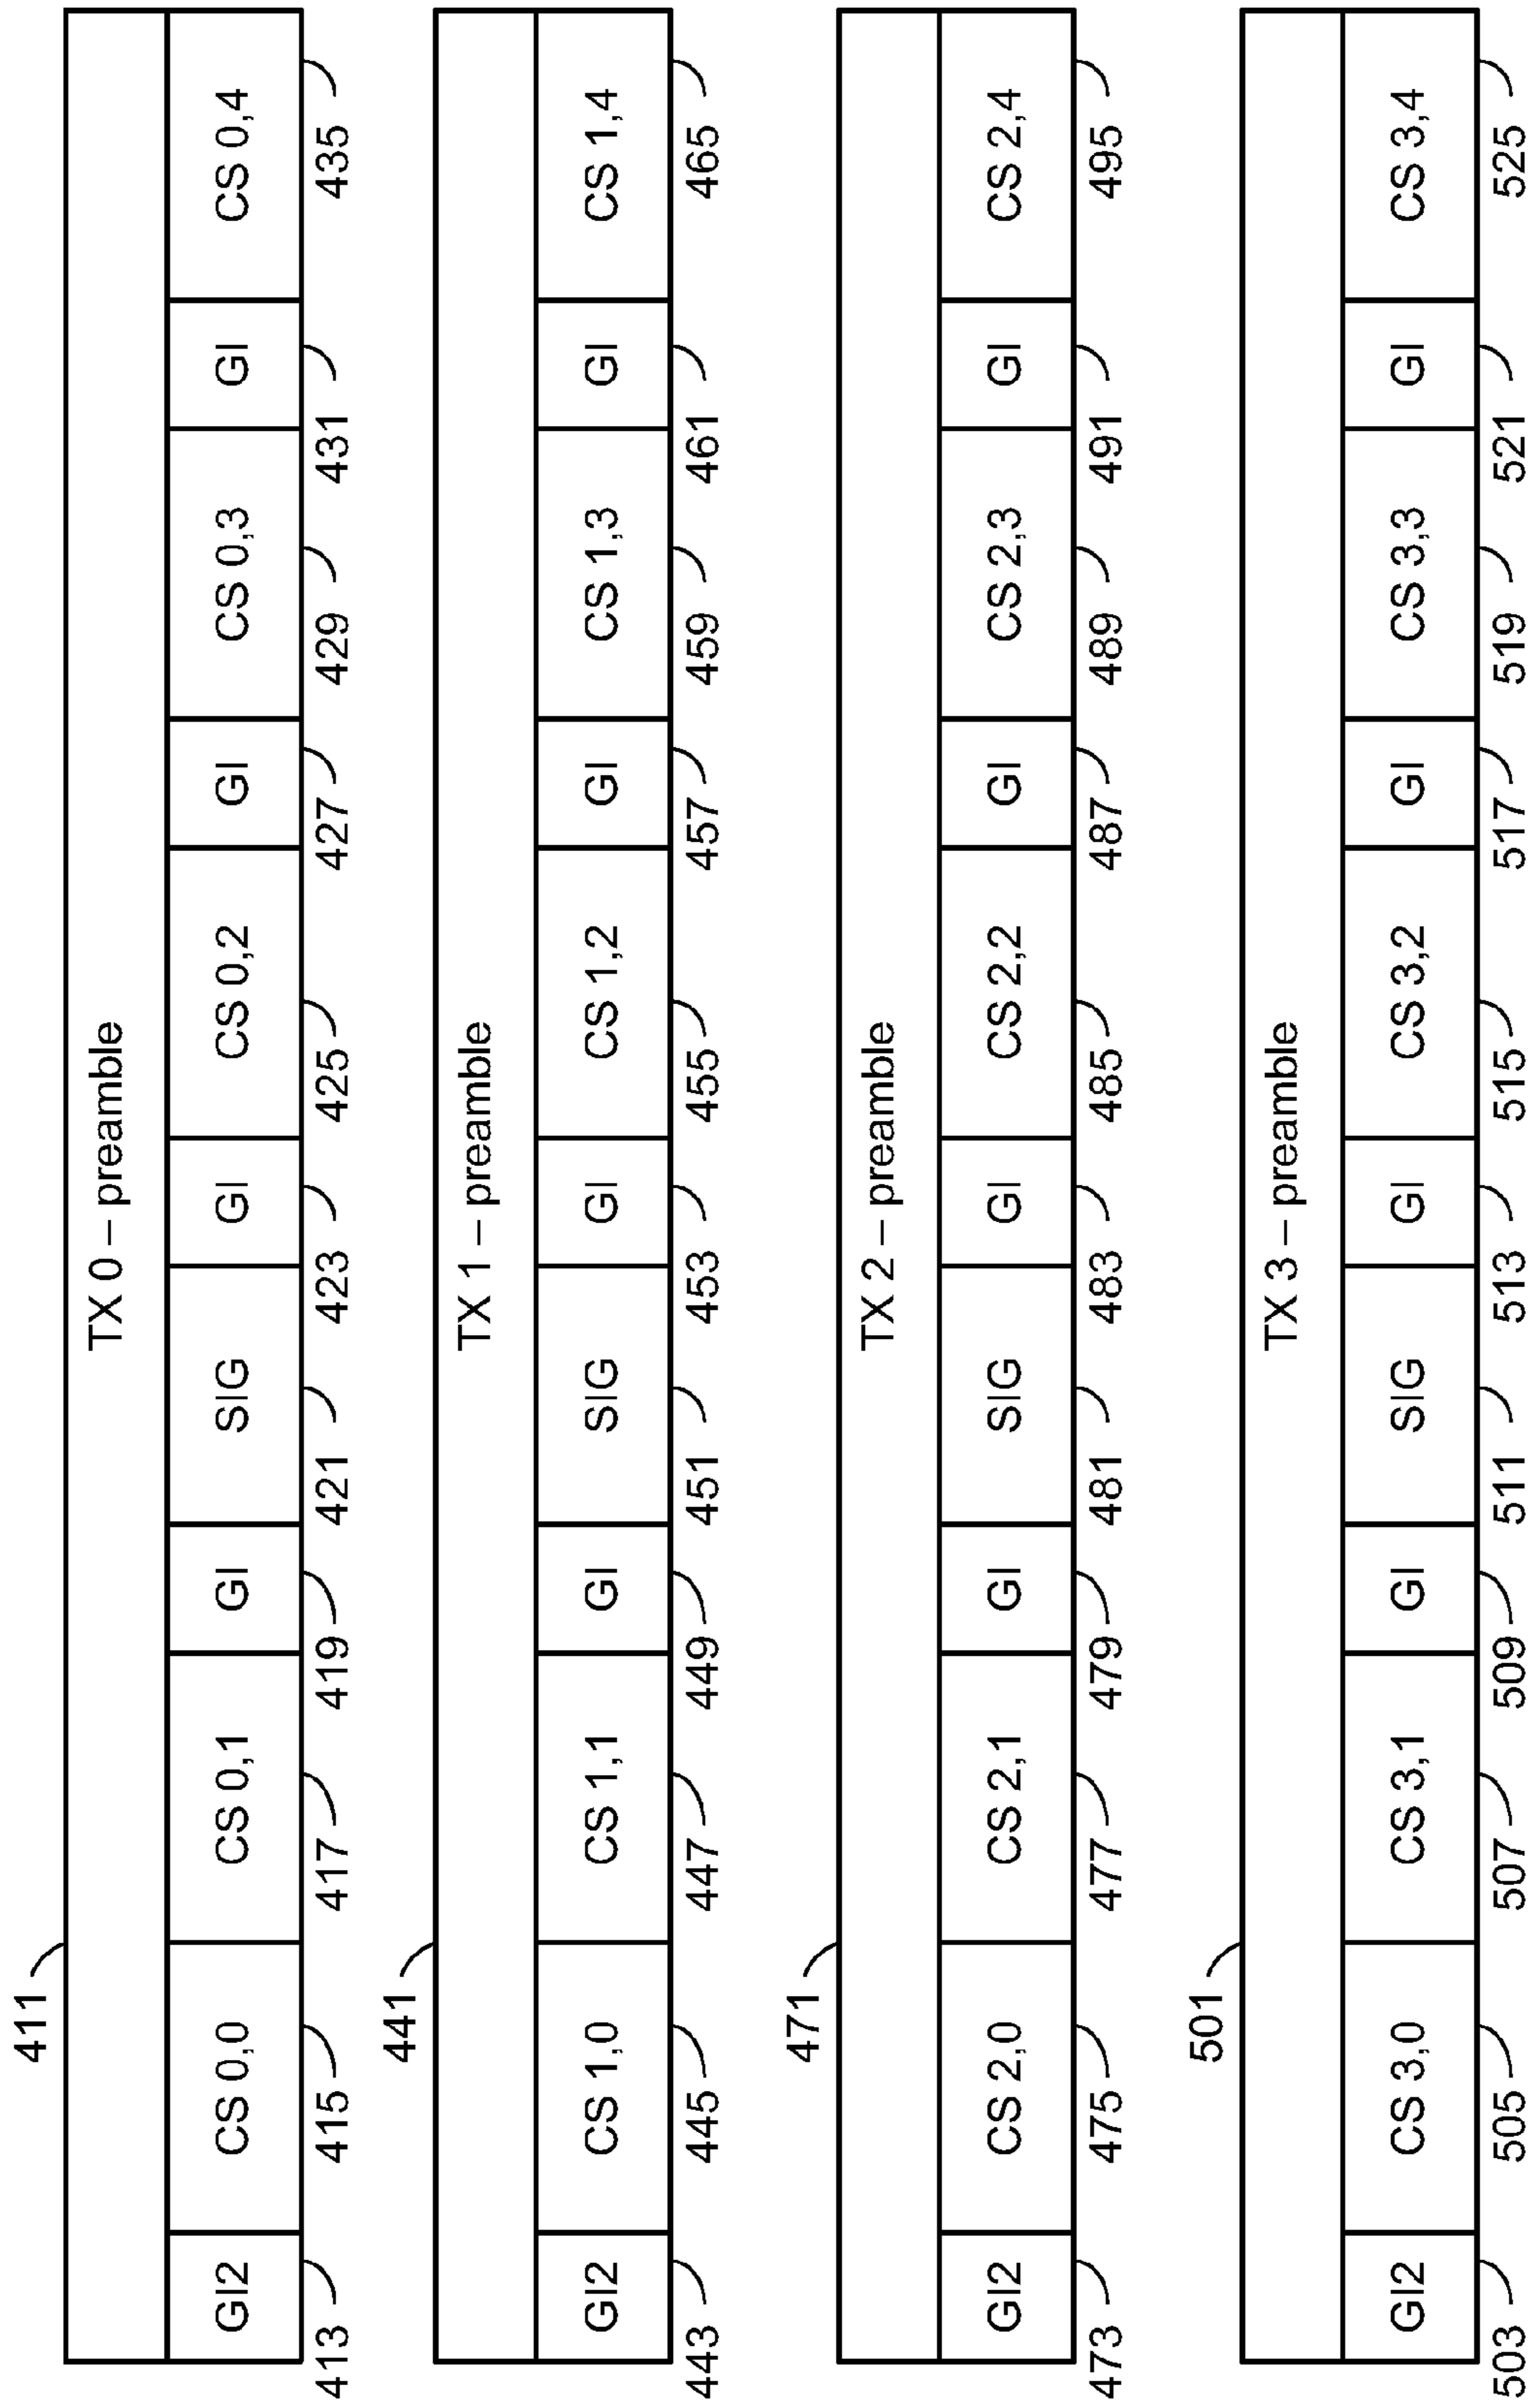 411
TX 0 – preamble
GI2 CS 0,0 CS 0,1 GI SIG GI CS 0,2 GI CS 0,3 GI CS 0,4
413 415 417 419 421 423 425 427 429 431 435
441
TX 1 – preamble
GI2 CS 1,0 CS 1,1 GI SIG GI CS 1,2 GI CS 1,3 GI CS 1,4
443 445 447 449 451 453 455 457 459 461 465
471
TX 2 – preamble
GI2 CS 2,0 CS 2,1 GI SIG GI CS 2,2 GI CS 2,3 GI CS 2,4
473 475 477 479 481 483 485 487 489 491 495
501
TX 3 – preamble
GI2 CS 3,0 CS 3,1 GI SIG GI CS 3,2 GI CS 3,3 GI CS 3,4
503 505 507 509 511 513 515 517 519 521 525